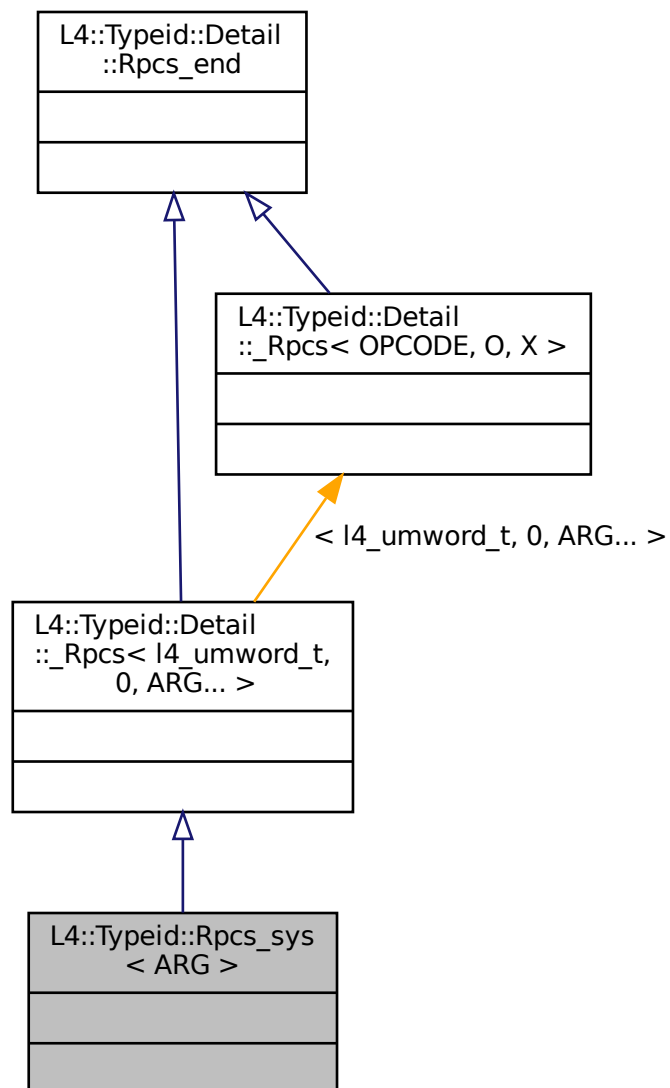 L4::Typeid::Detail
::Rpcs_end
L4::Typeid::Detail
::_Rpcs< OPCODE, O, X >
< l4_umword_t, 0, ARG... >
L4::Typeid::Detail
::_Rpcs< l4_umword_t,
0, ARG... >
L4::Typeid::Rpcs_sys
< ARG >